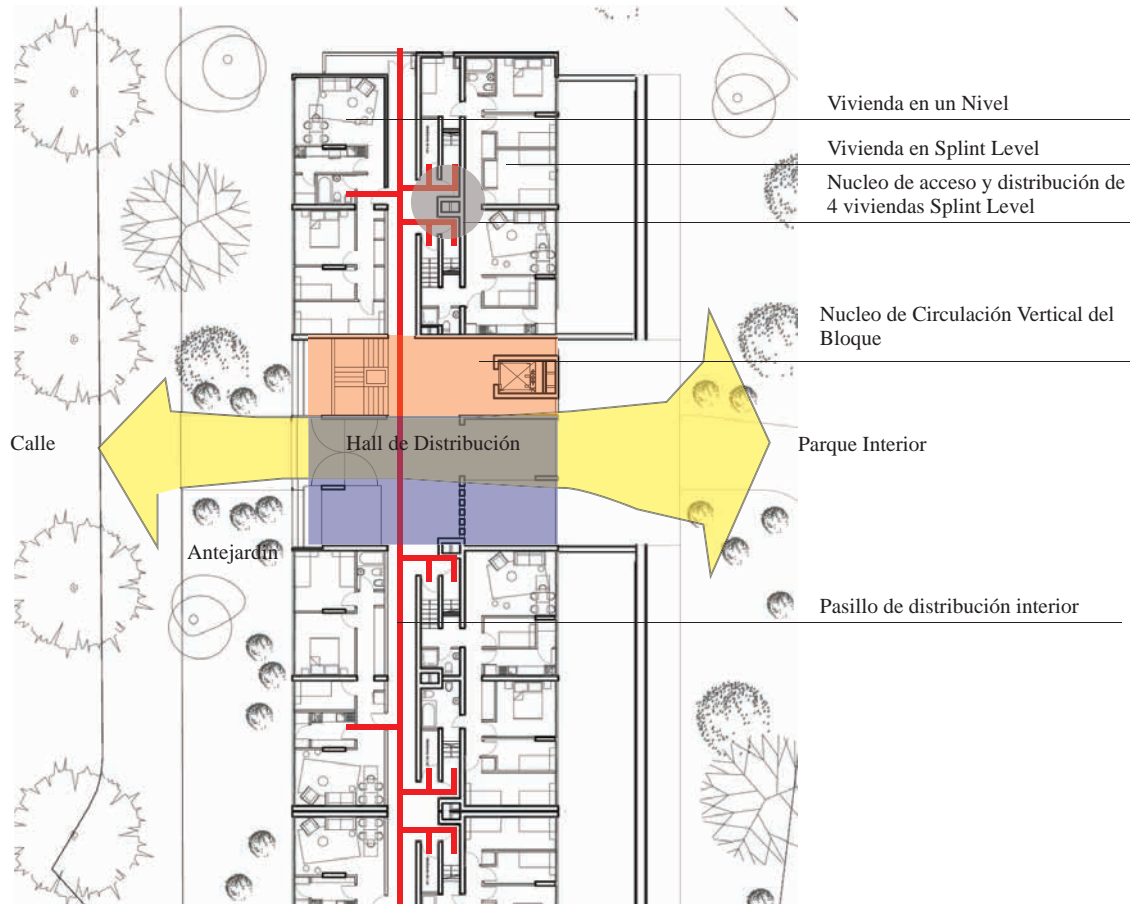 Vivienda en un Nivel
Vivienda en Splint Level
Nucleo de acceso y distribución de
4 viviendas Splint Level
Nucleo de Circulación Vertical del
Bloque
Calle
Hall de Distribución
Parque Interior
Antejardín
Pasillo de distribución interior